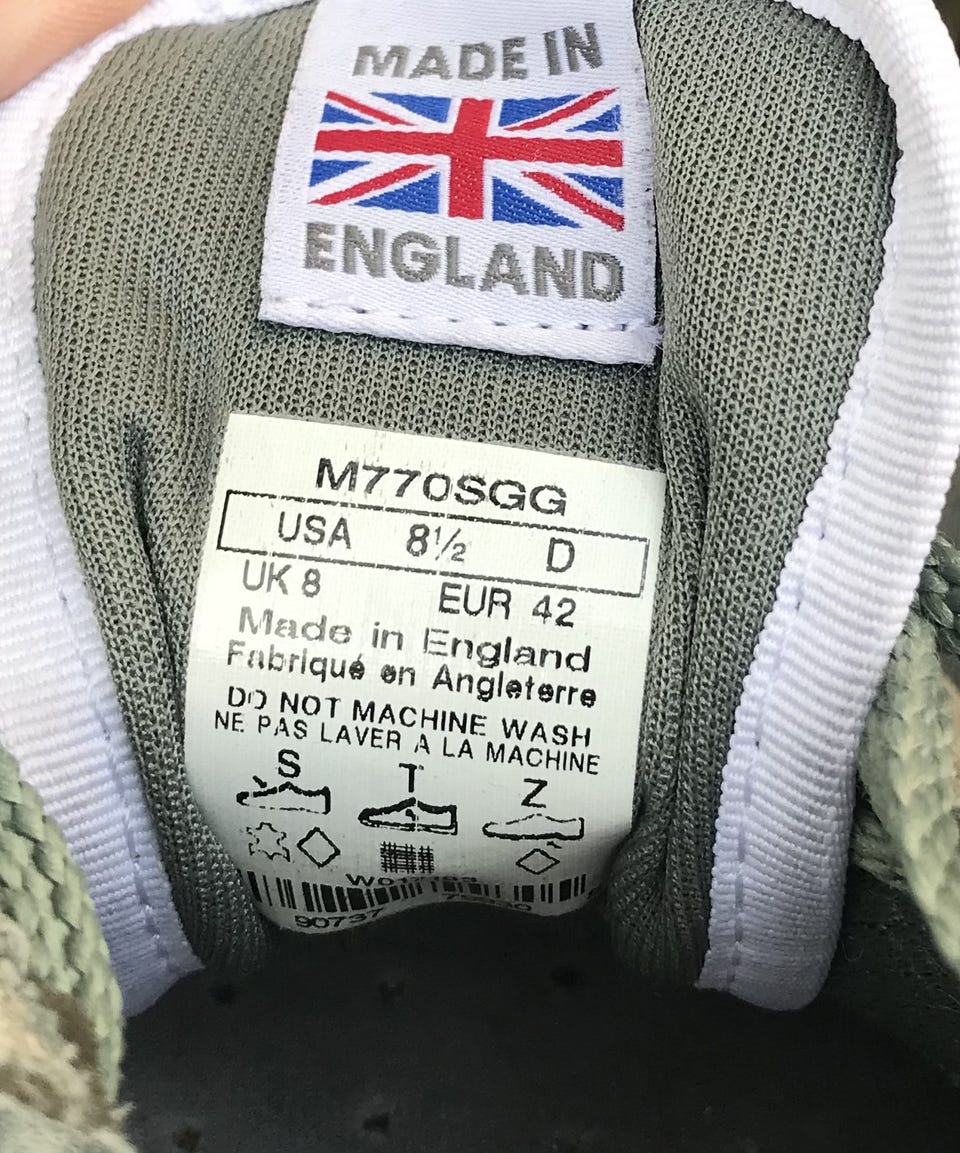 MADE IN
ENGLAND
M770SGG
USA 8½ D
UK 8 EUR 42
Made in England
Fabriqué en Angleterre
DO NOT MACHINE WASH
NE PAS LAVER A LA MACHINE
S T Z
90737